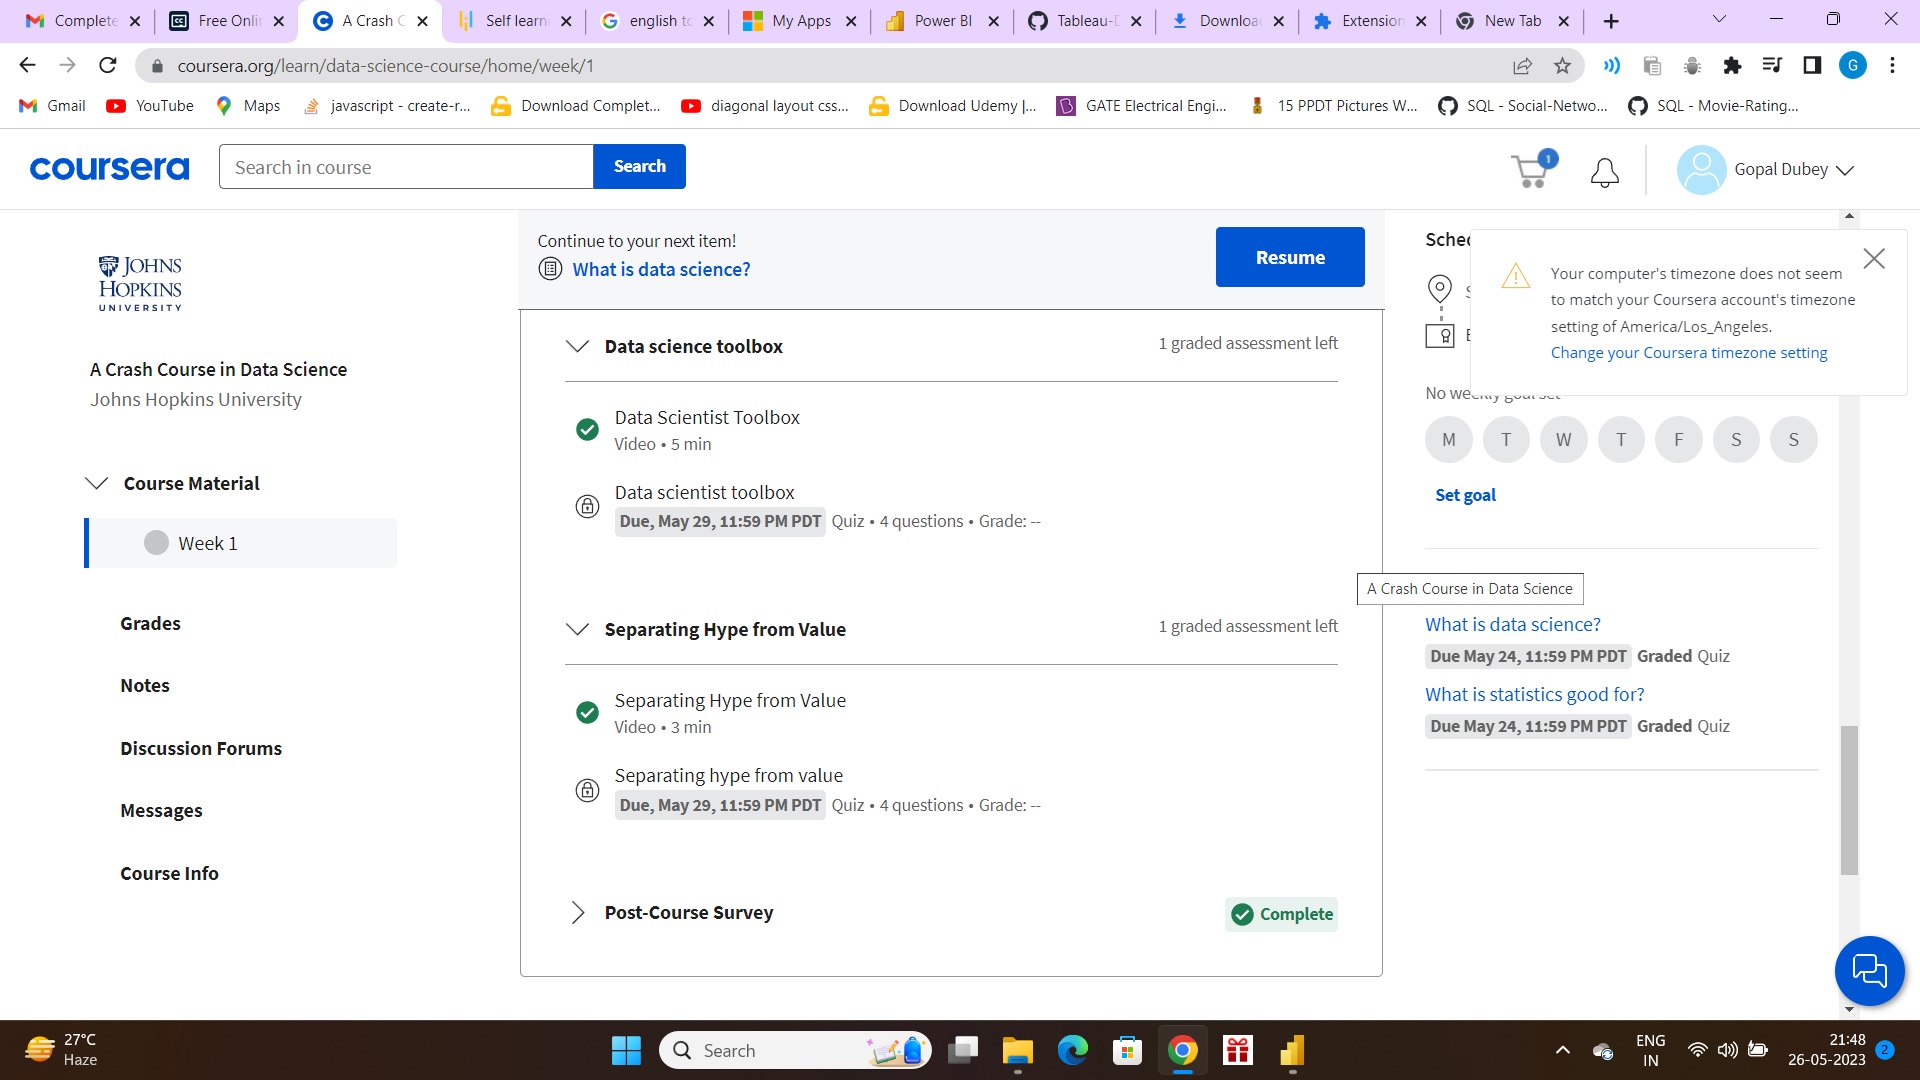 Complete
Free Onlin
A Crash C
Self learni
english to
My Apps
Power BI
Tableau-D
Downloa
Extension
New Tab
coursera.org/learn/data-science-course/home/week/1
G
Gmail
YouTube
Maps
javascript - create-r...
Download Complet...
diagonal layout css...
Download Udemy |...
GATE Electrical Engi...
15 PPDT Pictures W...
SQL - Social-Netwo...
SQL - Movie-Rating...
coursera
Search in course
Search
1
Gopal Dubey
JOHNS
HOPKINS
UNIVERSITY
A Crash Course in Data Science
Johns Hopkins University
Course Material
Week 1
Grades
Notes
Discussion Forums
Messages
Course Info
Continue to your next item!
What is data science?
Resume
Data science toolbox
1 graded assessment left
Data Scientist Toolbox
Video • 5 min
Data scientist toolbox
Due, May 29, 11:59 PM PDT Quiz • 4 questions • Grade: --
Separating Hype from Value
1 graded assessment left
Separating Hype from Value
Video • 3 min
Separating hype from value
Due, May 29, 11:59 PM PDT Quiz • 4 questions • Grade: --
Post-Course Survey
Complete
Sched
Your computer's timezone does not seem
to match your Coursera account's timezone
setting of America/Los_Angeles.
Change your Coursera timezone setting
No weekly goal set
M T W T F S S
Set goal
A Crash Course in Data Science
What is data science?
Due May 24, 11:59 PM PDT Graded Quiz
What is statistics good for?
Due May 24, 11:59 PM PDT Graded Quiz
27°C
Haze
Search
ENG
IN
21:48
26-05-2023
2